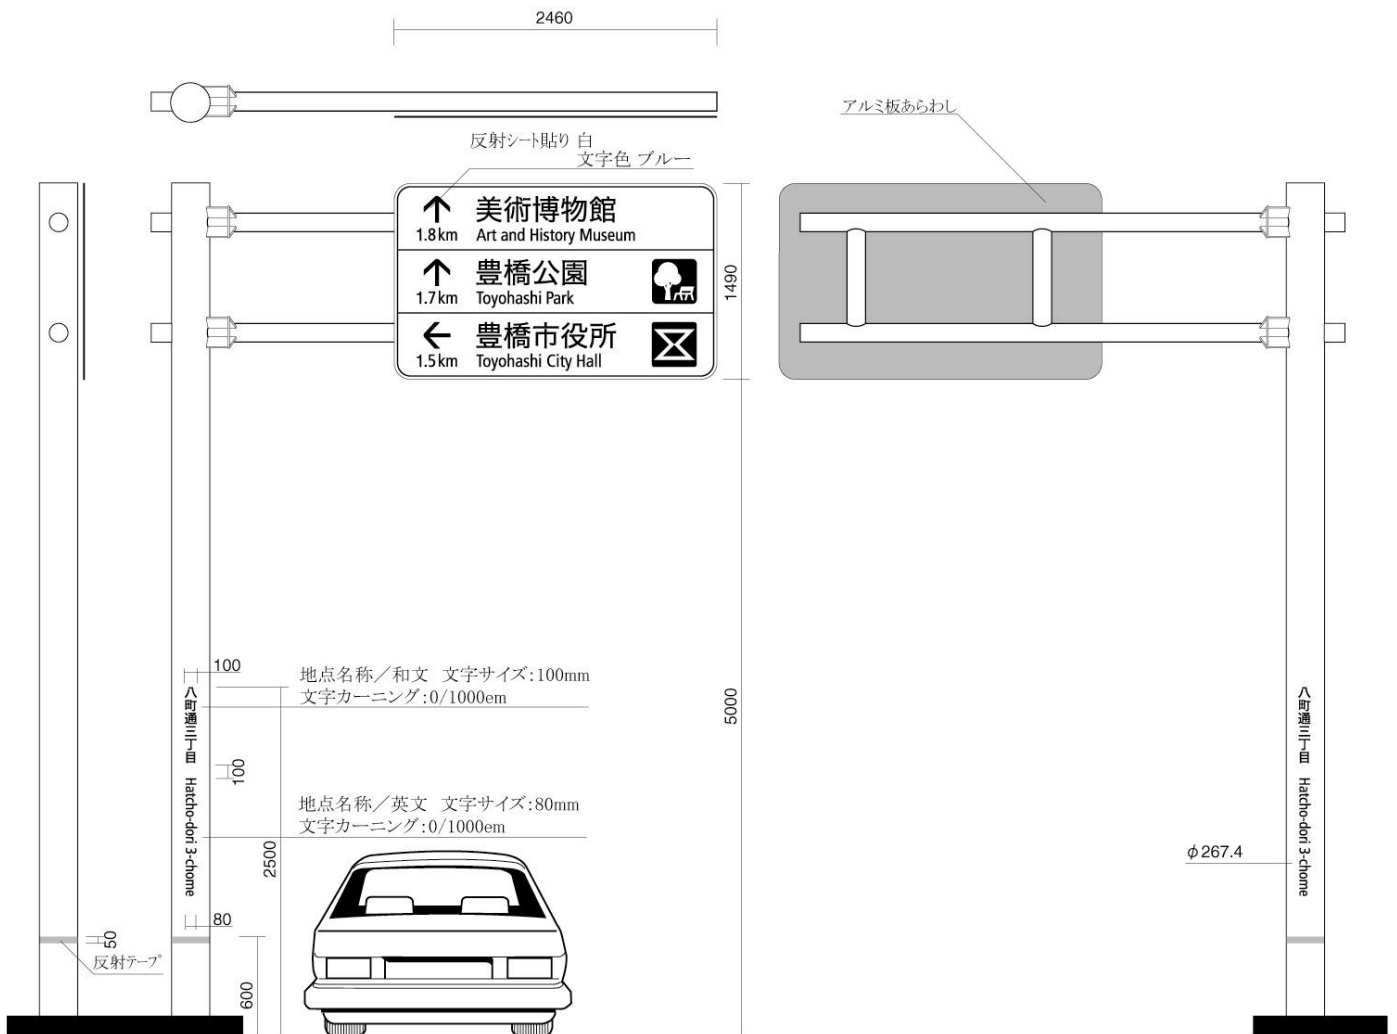 2460
反射シート貼り 白
文字色 ブルー
アルミ板あらわし
美術博物館
1.8km Art and History Museum
豊橋公園
1.7km Toyohashi Park
豊橋市役所
1.5km Toyohashi City Hall
1490
5000
100
地点名称／和文 文字サイズ:100mm
文字カーニング:0/1000em
八町通三丁目 Hatcho-dori 3-chome
100
地点名称／英文 文字サイズ:80mm
文字カーニング:0/1000em
2500
80
50
反射テープ
600
八町通三丁目 Hatcho-dori 3-chome
φ267.4